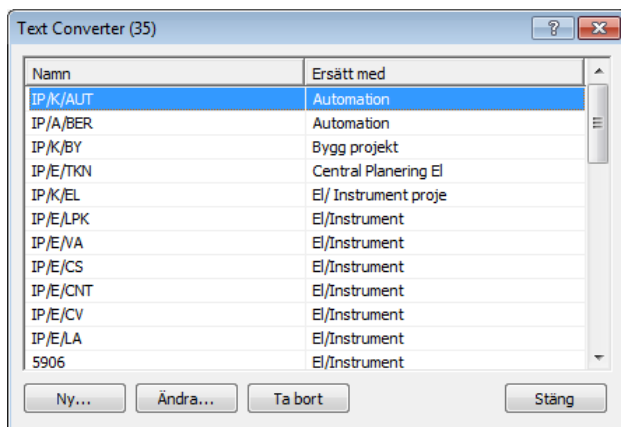 Text Converter (35)
Namn Ersätt med
IP/K/AUT Automation
IP/A/BER Automation
IP/K/BY Bygg projekt
IP/E/TKN Central Planering El
IP/K/EL El/ Instrument proje
IP/E/LPK El/Instrument
IP/E/VA El/Instrument
IP/E/CS El/Instrument
IP/E/CNT El/Instrument
IP/E/CV El/Instrument
IP/E/LA El/Instrument
5906 El/Instrument
Ny... Ändra... Ta bort Stäng